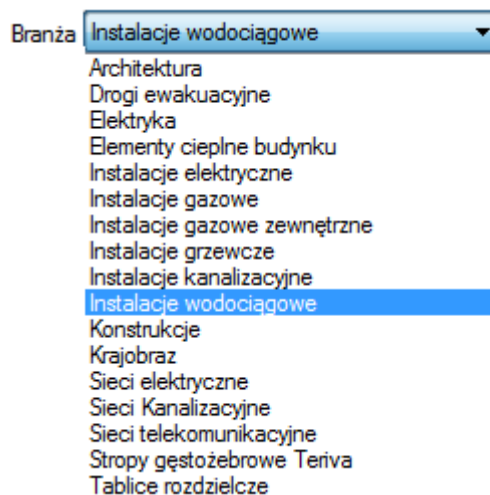 Branża Instalacje wodociągowe
Architektura
Drogi ewakuacyjne
Elektryka
Elementy cieplne budynku
Instalacje elektryczne
Instalacje gazowe
Instalacje gazowe zewnętrzne
Instalacje grzewcze
Instalacje kanalizacyjne
Instalacje wodociągowe
Konstrukcje
Krajobraz
Sieci elektryczne
Sieci Kanalizacyjne
Sieci telekomunikacyjne
Stropy gęstożebrowe Teriva
Tablice rozdzielcze